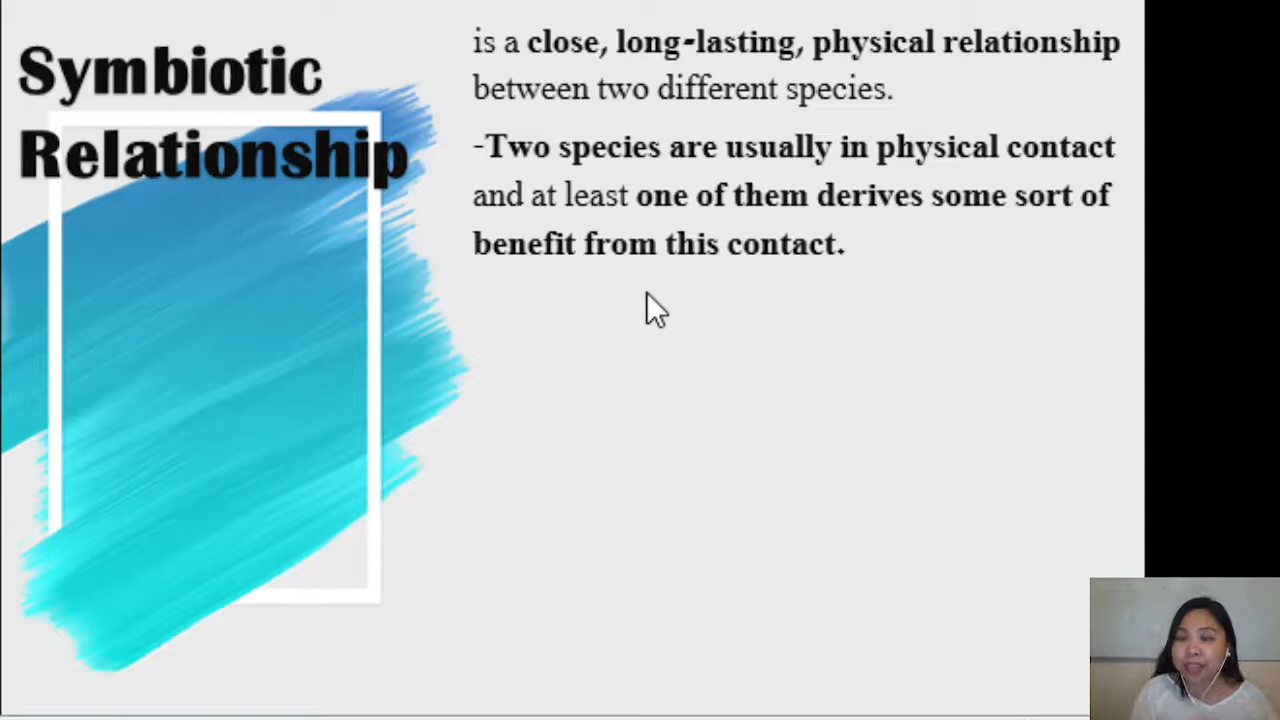 Symbiotic
Relationship
is a close, long-lasting, physical relationship
between two different species.
-Two species are usually in physical contact
and at least one of them derives some sort of
benefit from this contact.